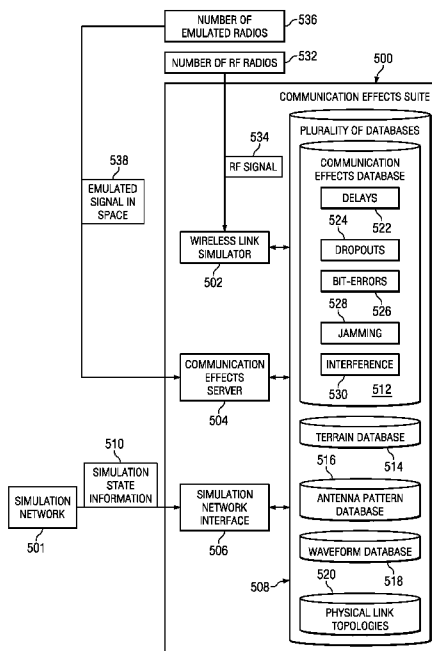 NUMBER OF
EMULATED RADIOS
536
NUMBER OF RF RADIOS
532
500
COMMUNICATION EFFECTS SUITE
PLURALITY OF DATABASES
538
EMULATED
SIGNAL IN
SPACE
534
RF SIGNAL
COMMUNICATION
EFFECTS
DATABASE
DELAYS
522
524
DROPOUTS
BIT-ERRORS
526
528
JAMMING
INTERFERENCE
530
512
WIRELESS LINK
SIMULATOR
502
COMMUNICATION
EFFECTS
SERVER
504
TERRAIN DATABASE
514
510
SIMULATION
STATE
INFORMATION
SIMULATION
NETWORK
501
SIMULATION
NETWORK
INTERFACE
506
516
ANTENNA PATTERN
DATABASE
WAVEFORM DATABASE
518
508
520
PHYSICAL LINK
TOPOLOGIES